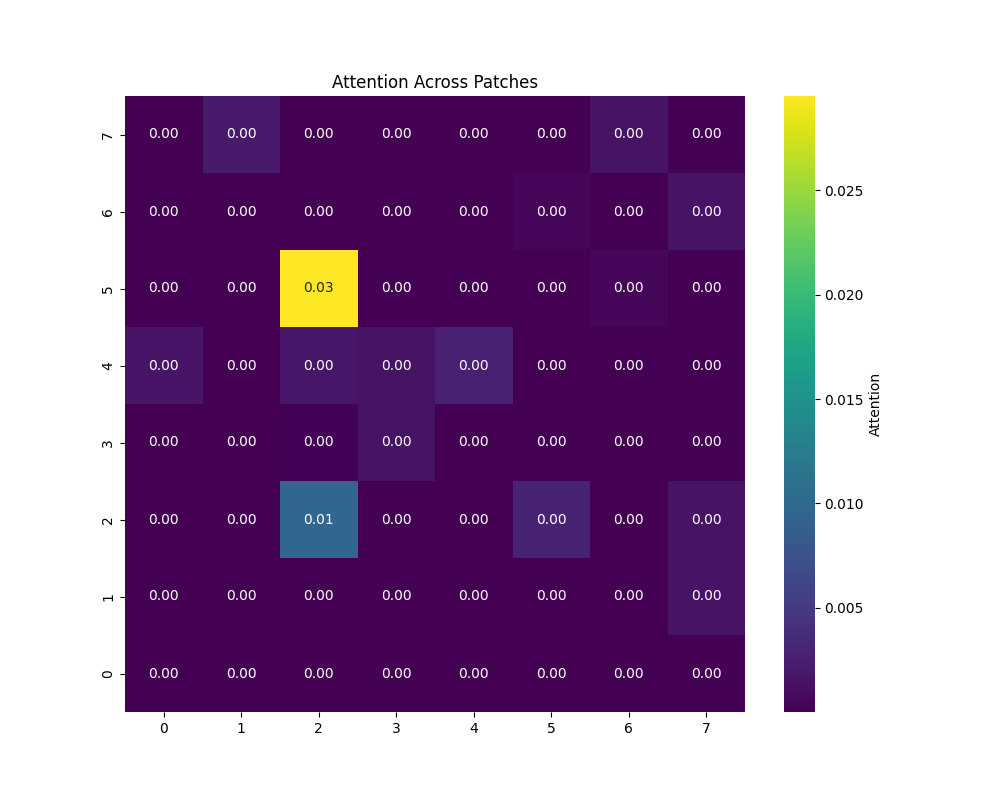 Attention Across Patches
7 0.00 0.00 0.00 0.00 0.00 0.00 0.00 0.00
6 0.00 0.00 0.00 0.00 0.00 0.00 0.00 0.00
5 0.00 0.00 0.03 0.00 0.00 0.00 0.00 0.00
4 0.00 0.00 0.00 0.00 0.00 0.00 0.00 0.00
3 0.00 0.00 0.00 0.00 0.00 0.00 0.00 0.00
2 0.00 0.00 0.01 0.00 0.00 0.00 0.00 0.00
1 0.00 0.00 0.00 0.00 0.00 0.00 0.00 0.00
0 0.00 0.00 0.00 0.00 0.00 0.00 0.00 0.00
0 1 2 3 4 5 6 7
0.025
0.020
0.015
0.010
0.005
Attention